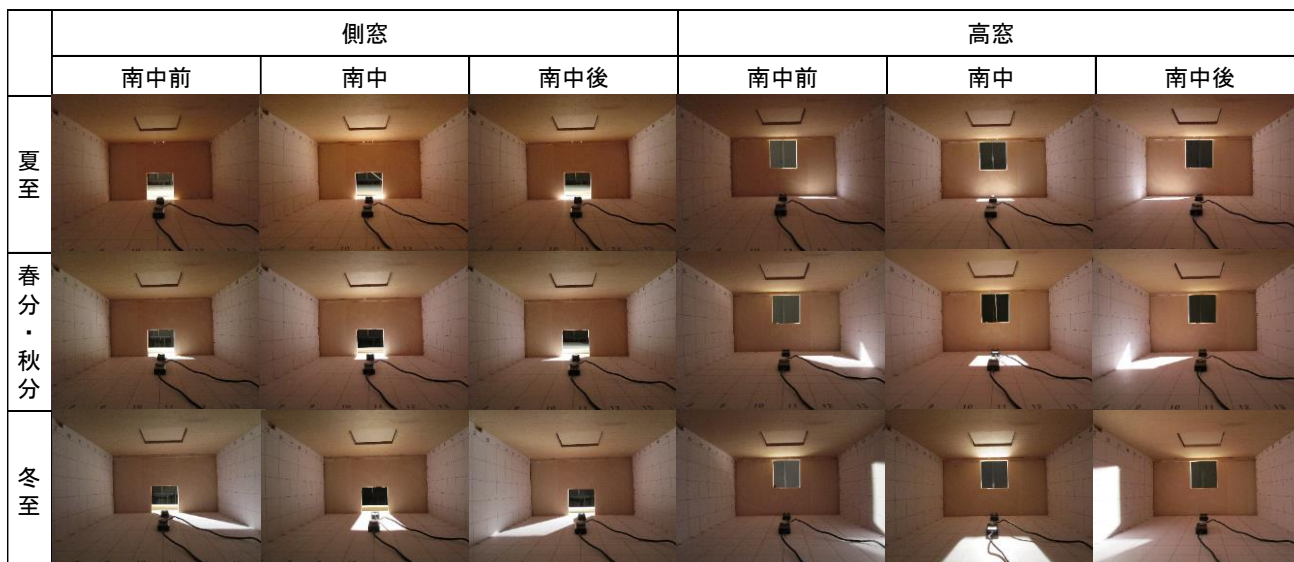 側窓 高窓
南中前 南中 南中後 南中前 南中 南中後
夏至
春分・秋分
冬至